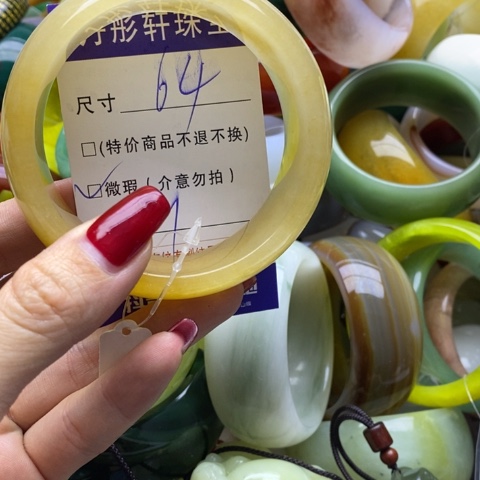 彤轩珠宝
64
尺寸
□(特价商品不退不换)
☑微瑕（介意勿拍）